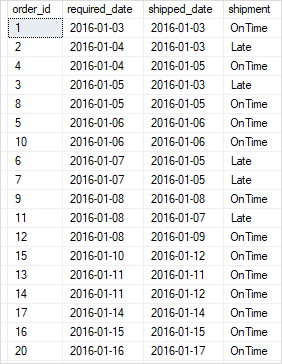 order_id required_date shipped_date shipment
1 2016-01-03 2016-01-03 OnTime
2 2016-01-04 2016-01-03 Late
4 2016-01-04 2016-01-05 OnTime
3 2016-01-05 2016-01-03 Late
8 2016-01-05 2016-01-05 OnTime
5 2016-01-06 2016-01-06 OnTime
10 2016-01-06 2016-01-06 OnTime
6 2016-01-07 2016-01-05 Late
7 2016-01-07 2016-01-05 Late
9 2016-01-08 2016-01-08 OnTime
11 2016-01-08 2016-01-07 Late
12 2016-01-08 2016-01-09 OnTime
15 2016-01-10 2016-01-12 OnTime
13 2016-01-11 2016-01-11 OnTime
14 2016-01-11 2016-01-12 OnTime
17 2016-01-14 2016-01-14 OnTime
16 2016-01-15 2016-01-15 OnTime
20 2016-01-16 2016-01-17 OnTime